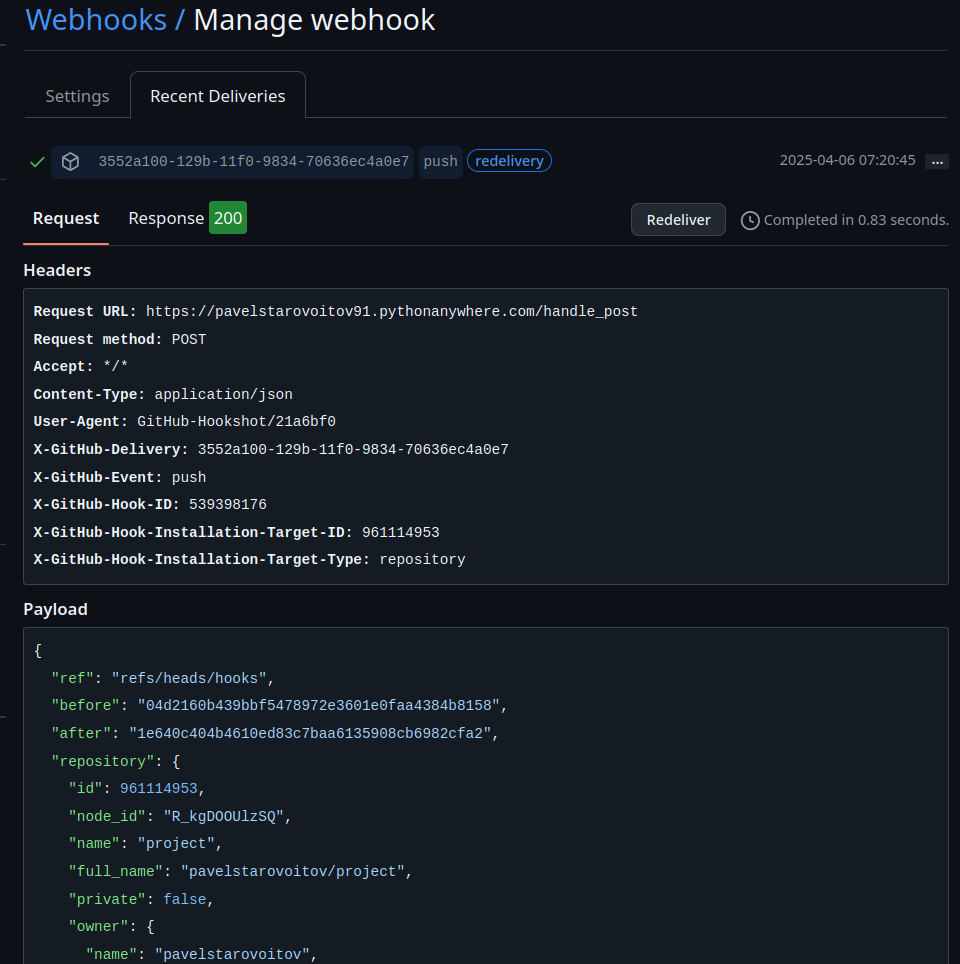 Webhooks / Manage webhook
Settings
Recent Deliveries
3552a100-129b-11f0-9834-70636ec4a0e7 push redelivery 2025-04-06 07:20:45 ...
Request Response 200 Redeliver Completed in 0.83 seconds.
Headers
Request URL: https://pavelstarovoitov91.pythonanywhere.com/handle_post
Request method: POST
Accept: */*
Content-Type: application/json
User-Agent: GitHub-Hookshot/21a6bf0
X-GitHub-Delivery: 3552a100-129b-11f0-9834-70636ec4a0e7
X-GitHub-Event: push
X-GitHub-Hook-ID: 539398176
X-GitHub-Hook-Installation-Target-ID: 961114953
X-GitHub-Hook-Installation-Target-Type: repository
Payload
{
"ref": "refs/heads/hooks",
"before": "04d2160b439bbf5478972e3601e0faa4384b8158",
"after": "1e640c404b4610ed83c7baa6135908cb6982cfa2",
"repository": {
"id": 961114953,
"node_id": "R_kgDOOUlzSQ",
"name": "project",
"full_name": "pavelstarovoitov/project",
"private": false,
"owner": {
"name": "pavelstarovoitov",